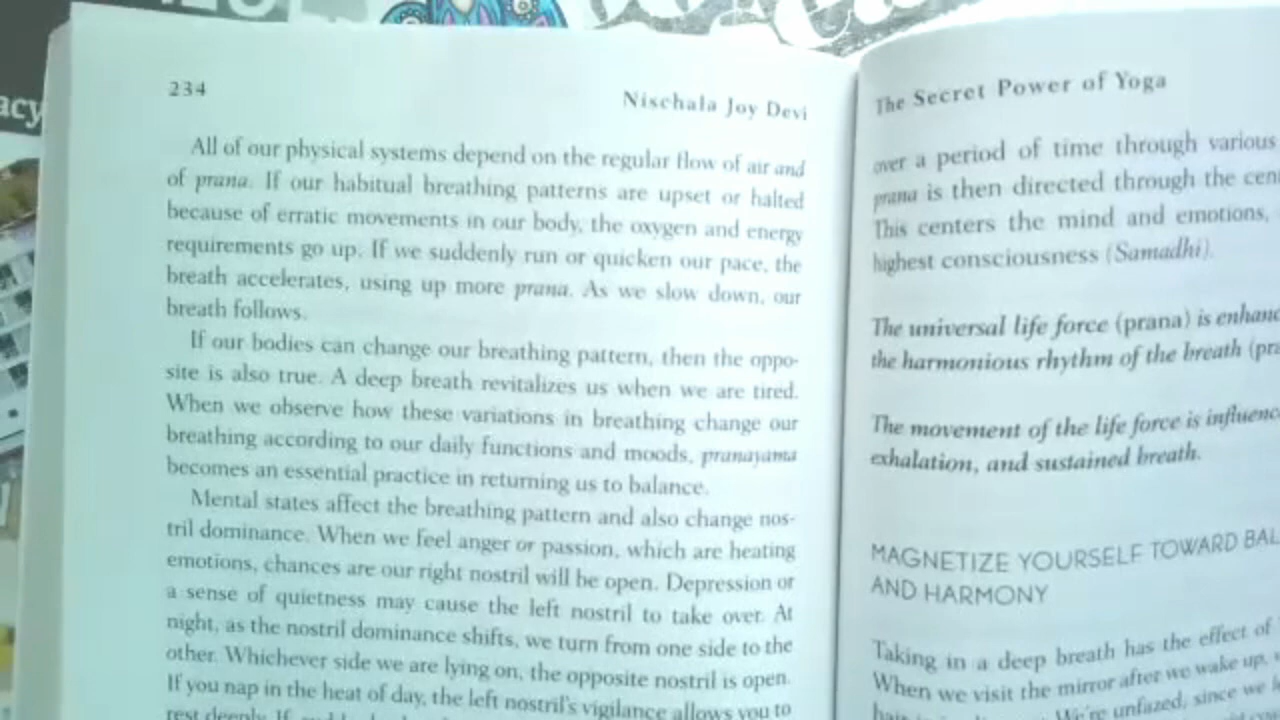 acy
234
Nischala Joy Devi
All of our physical systems depend on the regular flow of air and
of prana. If our habitual breathing patterns are upset or halted
because of erratic movements in our body, the oxygen and energy
requirements go up. If we suddenly run or quicken our pace, the
breath accelerates, using up more prana. As we slow down, our
breath follows.
If our bodies can change our breathing pattern, then the oppo-
site is also true. A deep breath revitalizes us when we are tired.
When we observe how these variations in breathing change our
breathing according to our daily functions and moods, pranayama
becomes an essential practice in returning us to balance.
Mental states affect the breathing pattern and also change nos-
tril dominance. When we feel anger or passion, which are heating
emotions, chances are our right nostril will be open. Depression or
a sense of quietness may cause the left nostril to take over. At
night, as the nostril dominance shifts, we turn from one side to the
other. Whichever side we are lying on, the opposite nostril is open.
If you nap in the heat of day, the left nostril's vigilance allows you to
rest deeply. If
The Secret Power of Yoga
over a period of time through various
prana is then directed through the cen
This centers the mind and emotions,
highest consciousness (Samadhi).
The universal life force (prana) is enhanc
the harmonious rhythm of the breath (pra
The movement of the life force is influenc
exhalation, and sustained breath.
MAGNETIZE YOURSELF TOWARD BAL
AND HARMONY
Taking in a deep breath has the effect of
When we visit the mirror after we wake up,
We're unfazed, since we